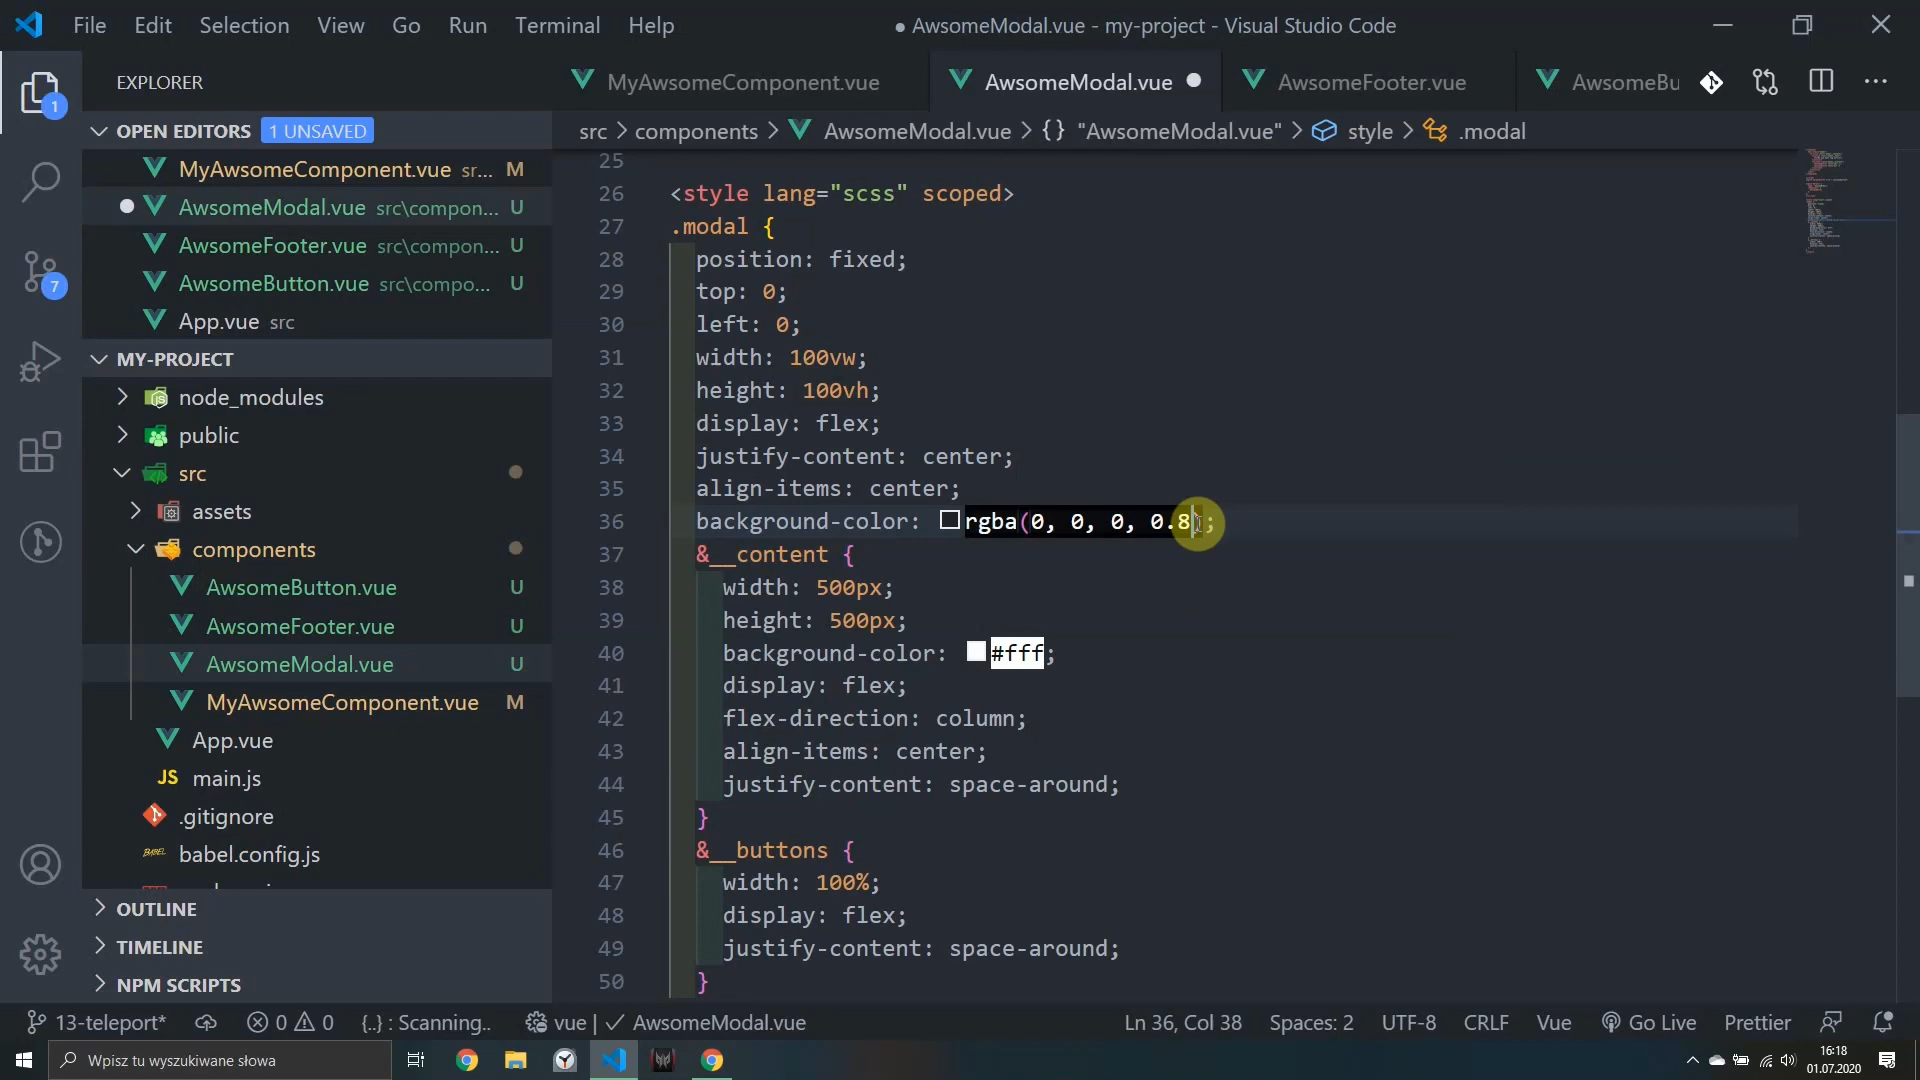 File Edit Selection View Go Run Terminal Help ● AwsomeModal.vue - my-project - Visual Studio Code
EXPLORER
MyAwsomeComponent.vue AwsomeModal.vue AwsomeFooter.vue AwsomeBu
OPEN EDITORS 1 UNSAVED
src > components > AwsomeModal.vue > {} "AwsomeModal.vue" > style > .modal
MyAwsomeComponent.vue sr... M
AwsomeModal.vue src\compon... U
AwsomeFooter.vue src\compon... U
AwsomeButton.vue src\compo... U
App.vue src
1
7
MY-PROJECT
node_modules
public
src
assets
components
AwsomeButton.vue U
AwsomeFooter.vue U
AwsomeModal.vue U
MyAwsomeComponent.vue M
App.vue
JS main.js
.gitignore
BABEL babel.config.js
OUTLINE
TIMELINE
NPM SCRIPTS
25
26 <style lang="scss" scoped>
27 .modal {
28 position: fixed;
29 top: 0;
30 left: 0;
31 width: 100vw;
32 height: 100vh;
33 display: flex;
34 justify-content: center;
35 align-items: center;
36 background-color: rgba(0, 0, 0, 0.8);
37 &__content {
38 width: 500px;
39 height: 500px;
40 background-color: #fff;
41 display: flex;
42 flex-direction: column;
43 align-items: center;
44 justify-content: space-around;
45 }
46 &__buttons {
47 width: 100%;
48 display: flex;
49 justify-content: space-around;
50 }
13-teleport* 0 0 {..} : Scanning.. vue | ✓ AwsomeModal.vue Ln 36, Col 38 Spaces: 2 UTF-8 CRLF Vue Go Live Prettier
Wpisz tu wyszukiwane słowa
16:18
01.07.2020